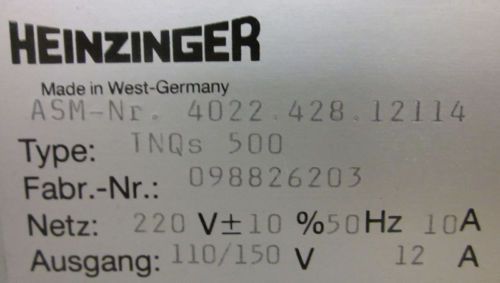 HEINZINGER
Made in West-Germany
ASM-Nr. 4022.428.12114
Type: TNQs 500
Fabr.-Nr.: 098826203
Netz: 220 V±10 %50Hz 10A
Ausgang: 110/150 V 12 A